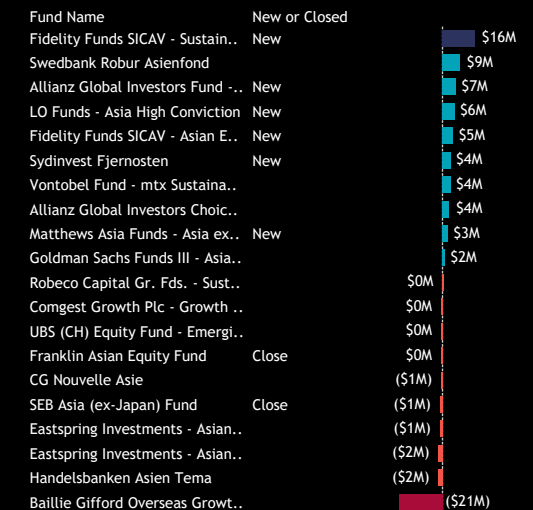 Fund Name New or Closed
Fidelity Funds SICAV - Sustain.. New $16M
Swedbank Robur Asienfond $9M
Allianz Global Investors Fund -.. New $7M
LO Funds - Asia High Conviction New $6M
Fidelity Funds SICAV - Asian E.. New $5M
Sydinvest Fjernosten New $4M
Vontobel Fund - mtx Sustaina.. $4M
Allianz Global Investors Choic.. $4M
Matthews Asia Funds - Asia ex.. New $3M
Goldman Sachs Funds III - Asia.. $2M
Robeco Capital Gr. Fds. - Sust.. $0M
Comgest Growth Plc - Growth .. $0M
UBS (CH) Equity Fund - Emergi.. $0M
Franklin Asian Equity Fund Close $0M
CG Nouvelle Asie ($1M)
SEB Asia (ex-Japan) Fund Close ($1M)
Eastspring Investments - Asian.. ($1M)
Eastspring Investments - Asian.. ($2M)
Handelsbanken Asien Tema ($2M)
Baillie Gifford Overseas Growt.. ($21M)